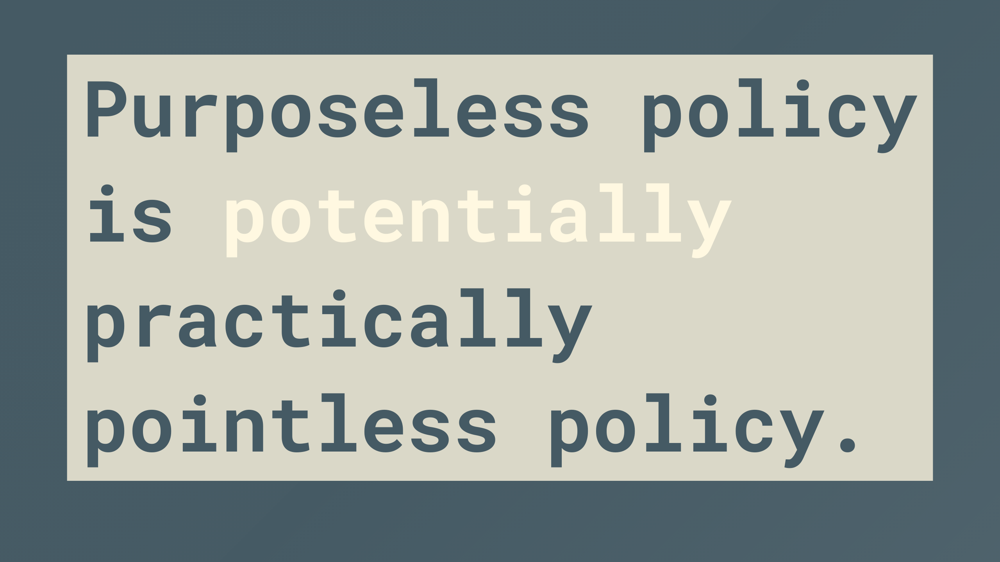 Purposeless policy
is potentially
practically
pointless policy.